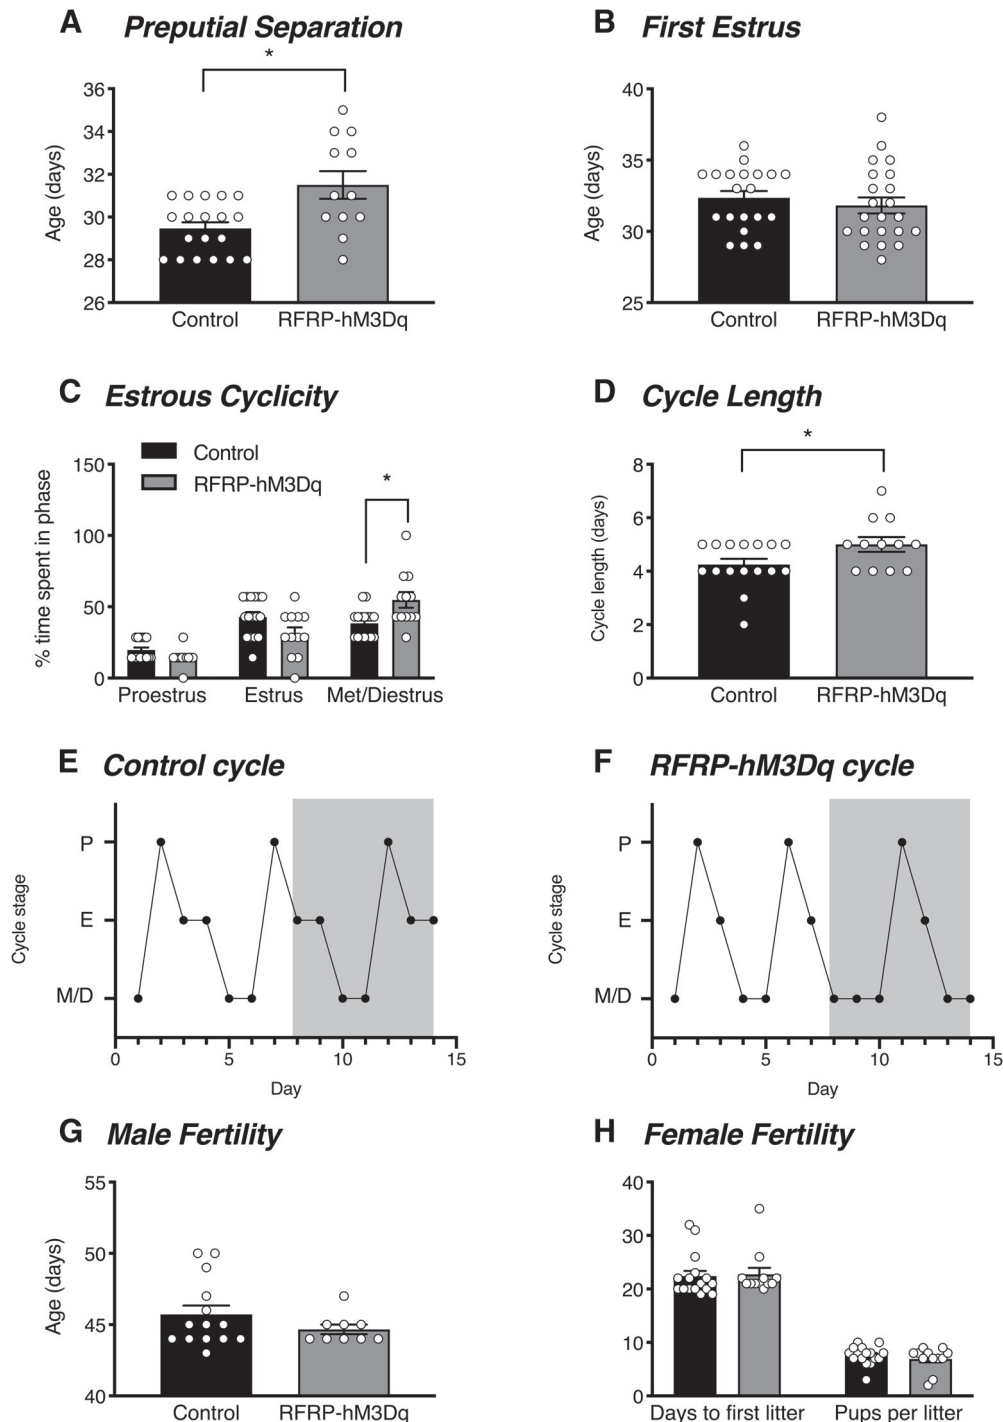 A Preputial Separation
*
Age (days)
36
34
32
30
28
26
Control RFRP-hM3Dq
B First Estrus
Age (days)
40
35
30
25
Control RFRP-hM3Dq
C Estrous Cyclicity
Control
RFRP-hM3Dq
*
% time spent in phase
150
100
50
0
Proestrus Estrus Met/Diestrus
D Cycle Length
*
Cycle length (days)
8
6
4
2
0
Control RFRP-hM3Dq
E Control cycle
Cycle stage
P
E
M/D
0 5 10 15
Day
F RFRP-hM3Dq cycle
Cycle stage
P
E
M/D
0 5 10 15
Day
G Male Fertility
Age (days)
55
50
45
40
Control RFRP-hM3Dq
H Female Fertility
40
30
20
10
0
Days to first litter Pups per litter